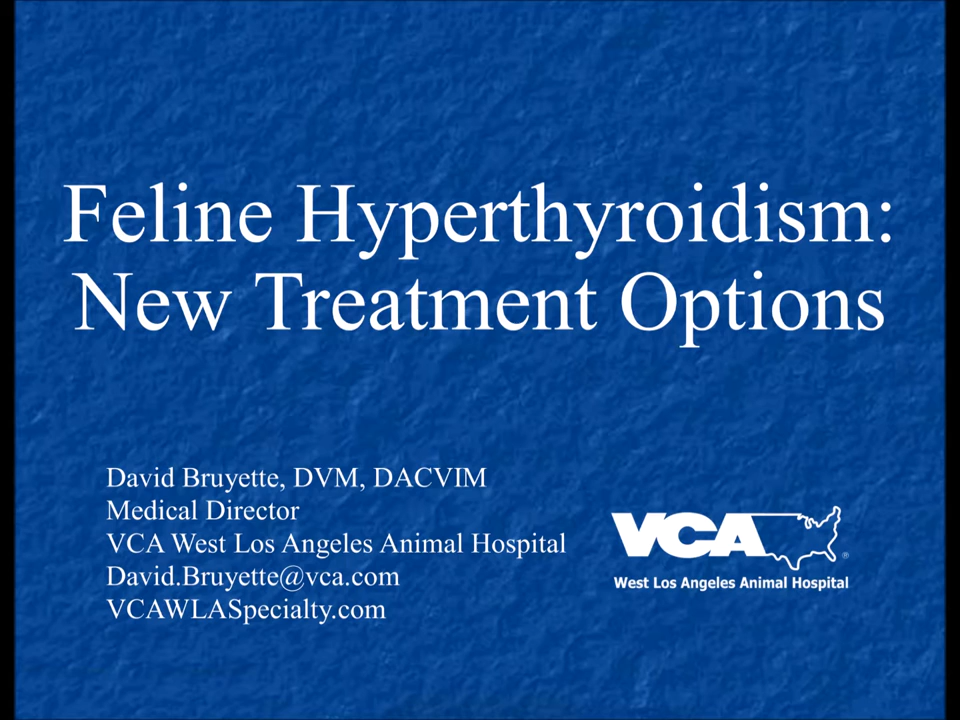 Feline Hyperthyroidism:
New Treatment Options
David Bruyette, DVM, DACVIM
Medical Director
VCA West Los Angeles Animal Hospital
David.Bruyette@vca.com
VCAWLASpecialty.com
VCA®
West Los Angeles Animal Hospital